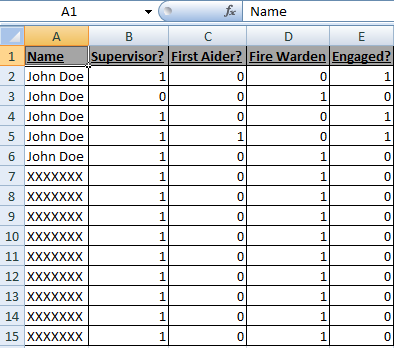 A1 fx Name
A B C D E
1 Name Supervisor? First Aider? Fire Warden Engaged?
2 John Doe 1 0 0 1
3 John Doe 0 0 1 0
4 John Doe 1 0 0 1
5 John Doe 1 1 0 1
6 John Doe 1 0 1 0
7 XXXXXXX 1 0 1 0
8 XXXXXXX 1 0 1 0
9 XXXXXXX 1 0 1 0
10 XXXXXXX 1 0 1 0
11 XXXXXXX 1 0 1 0
12 XXXXXXX 1 0 1 0
13 XXXXXXX 1 0 1 0
14 XXXXXXX 1 0 1 0
15 XXXXXXX 1 0 1 0